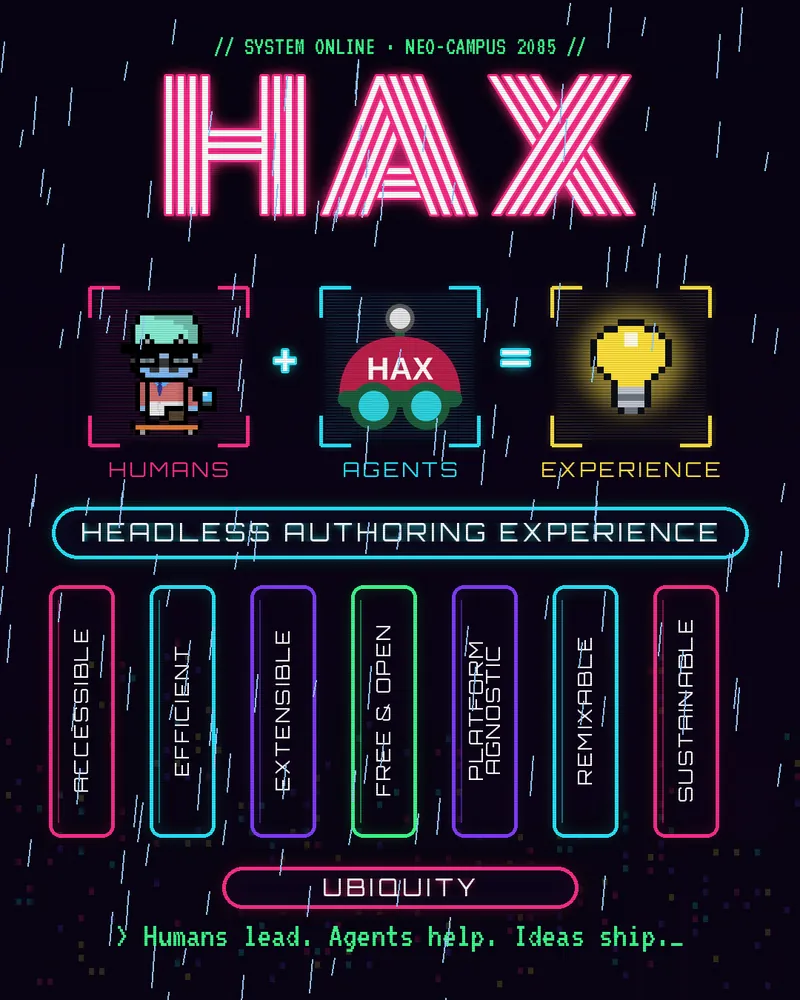 // SYSTEM ONLINE · NEO-CAMPUS 2085 //
HAX
HAX
+
=
HUMANS
AGENTS
EXPERIENCE
HEADLESS AUTHORING EXPERIENCE
ACCESSIBLE
EFFICIENT
EXTENSIBLE
FREE & OPEN
PLATFORM
AGNOSTIC
REMIXABLE
SUSTAINABLE
UBIQUITY
> Humans lead. Agents help. Ideas ship._